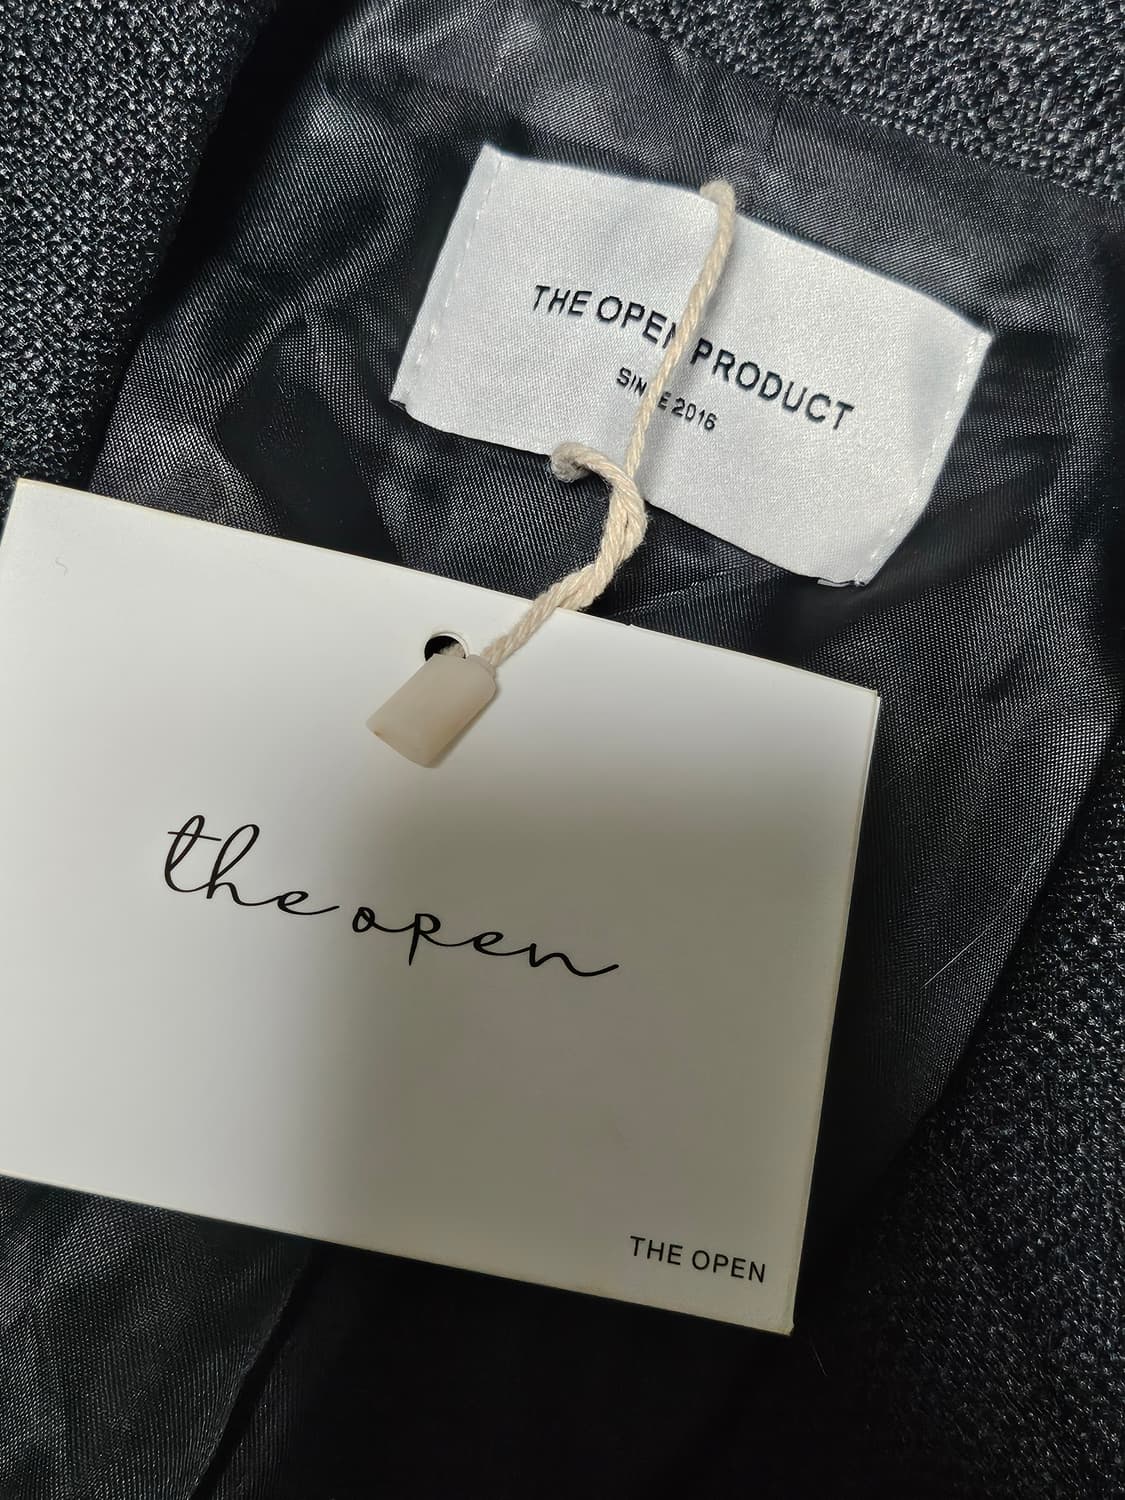 THE OPEN PRODUCT
SINCE 2016
the open
THE OPEN